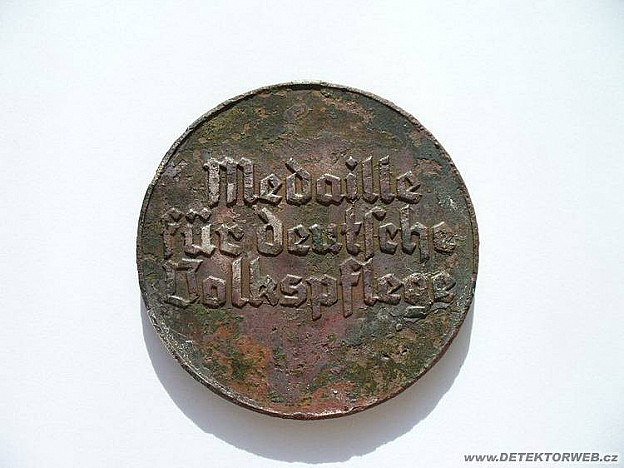 Medaille
für deutsche
Volkspflege
www.DETEKTORWEB.cz